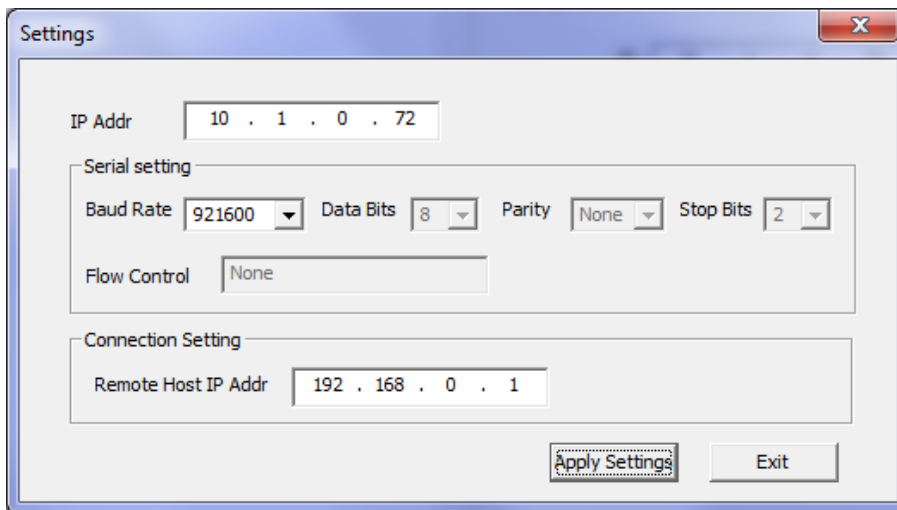 Settings
IP Addr 10 . 1 . 0 . 72
Serial setting
Baud Rate 921600 Data Bits 8 Parity None Stop Bits 2
Flow Control None
Connection Setting
Remote Host IP Addr 192 . 168 . 0 . 1
Apply Settings Exit